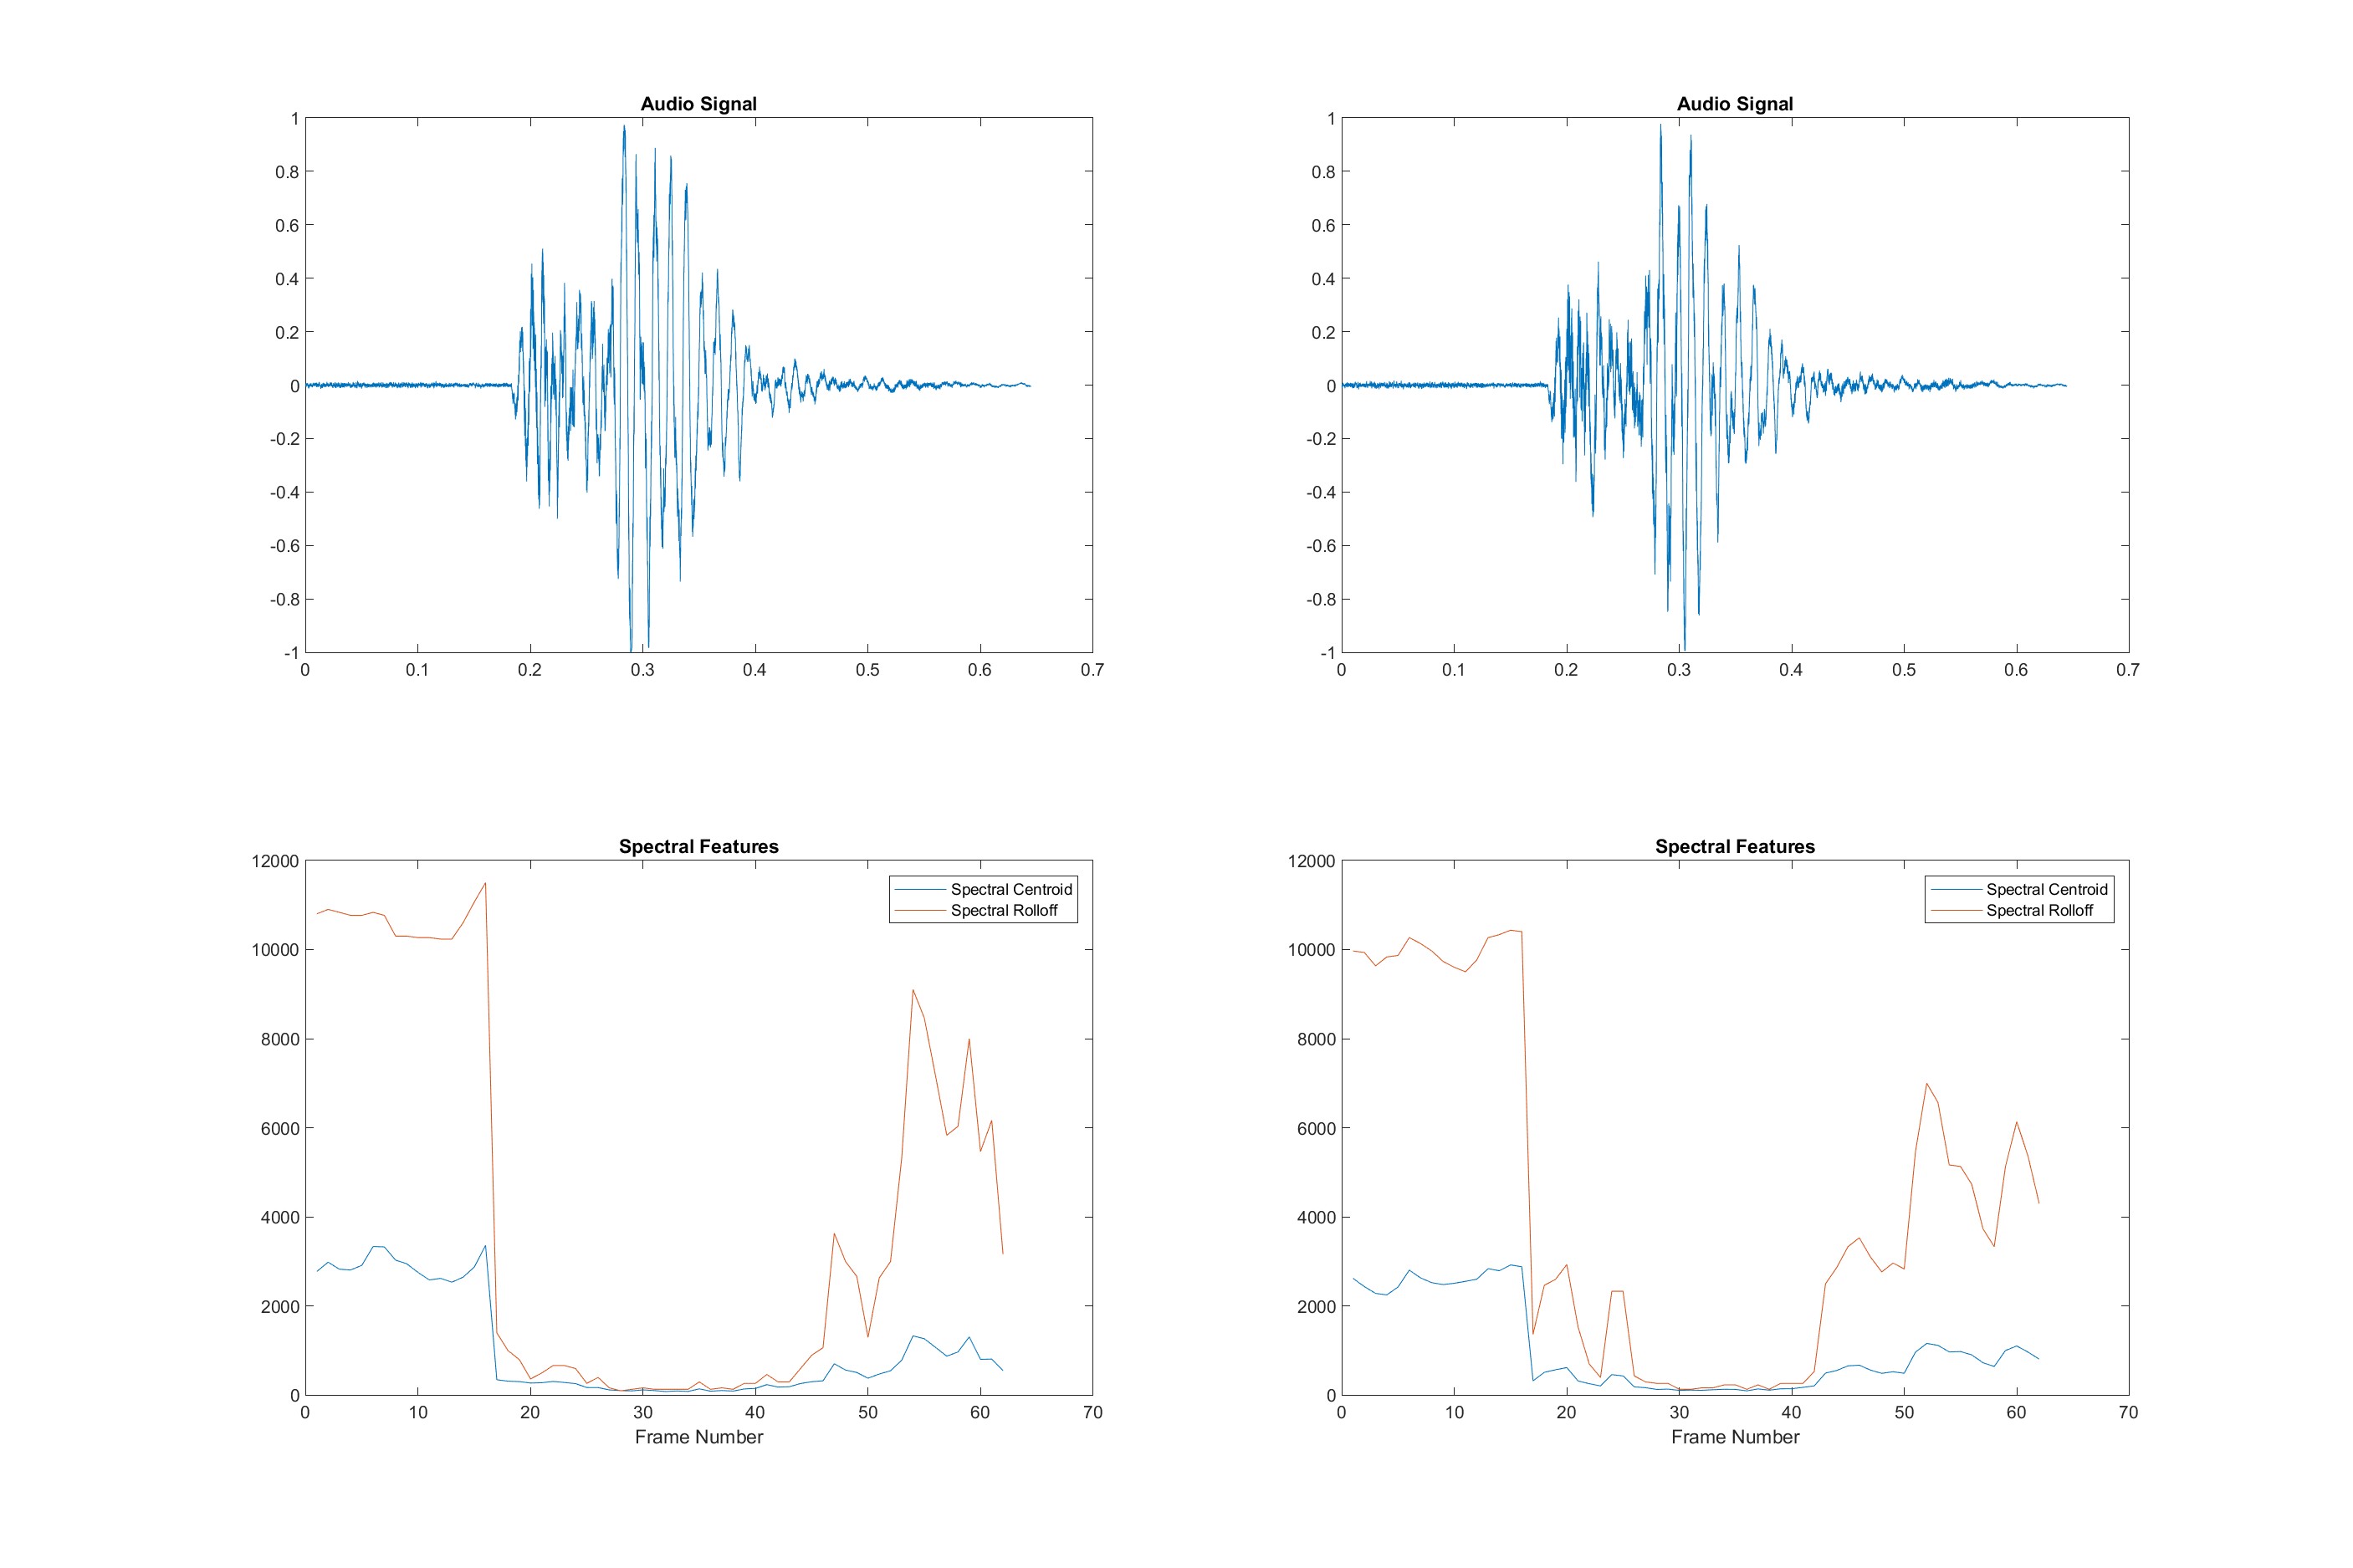 Audio Signal
1
0.8
0.6
0.4
0.2
0
-0.2
-0.4
-0.6
-0.8
-1
0 0.1 0.2 0.3 0.4 0.5 0.6 0.7
Audio Signal
1
0.8
0.6
0.4
0.2
0
-0.2
-0.4
-0.6
-0.8
-1
0 0.1 0.2 0.3 0.4 0.5 0.6 0.7
Spectral Features
12000
10000
8000
6000
4000
2000
0
Spectral Centroid
Spectral Rolloff
0 10 20 30 40 50 60 70
Frame Number
Spectral Features
12000
10000
8000
6000
4000
2000
0
Spectral Centroid
Spectral Rolloff
0 10 20 30 40 50 60 70
Frame Number